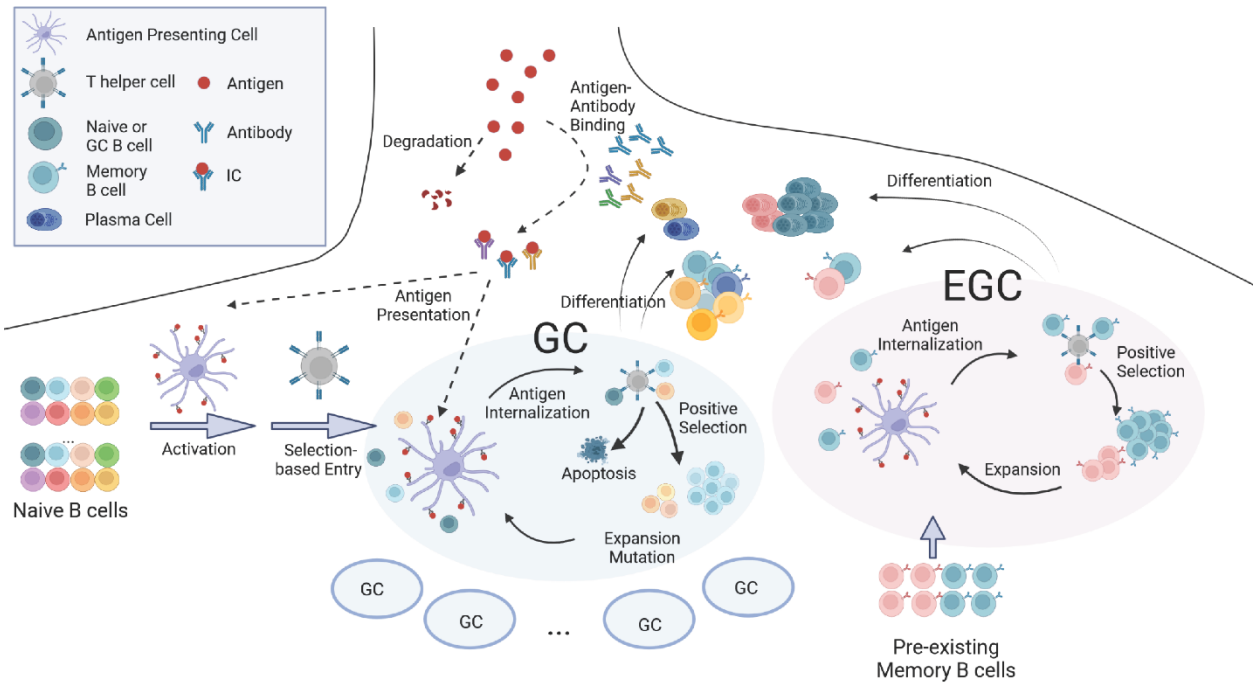 Antigen Presenting Cell
T helper cell
Antigen
Naive or
GC B cell
Antibody
Memory
B cell
IC
Plasma Cell
Degradation
Antigen-
Antibody
Binding
Differentiation
Antigen
Presentation
Differentiation
GC
EGC
Naive B cells
...
Activation
Selection-
based Entry
Antigen
Internalization
Positive
Selection
Apoptosis
Expansion
Mutation
Antigen
Internalization
Positive
Selection
Expansion
GC
GC
...
GC
GC
Pre-existing
Memory B cells